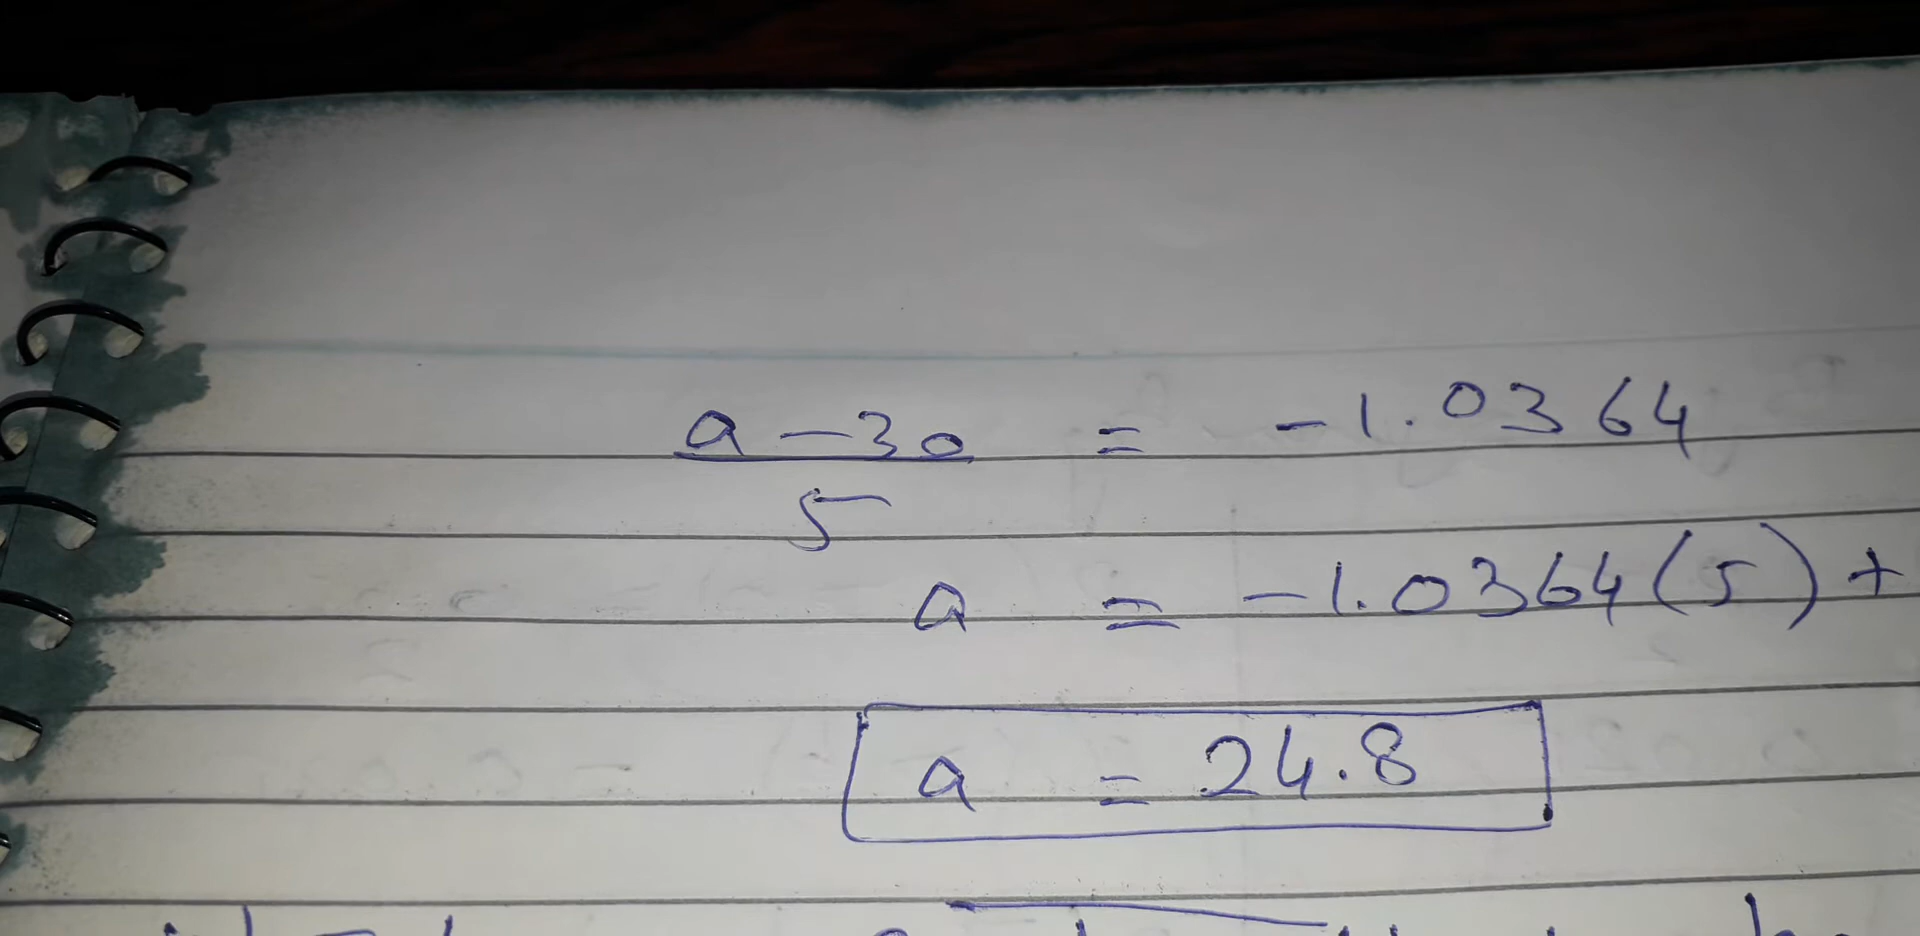 a - 30 = - 1.0364
5
a = - 1.0364 (5) +
a = 24.8